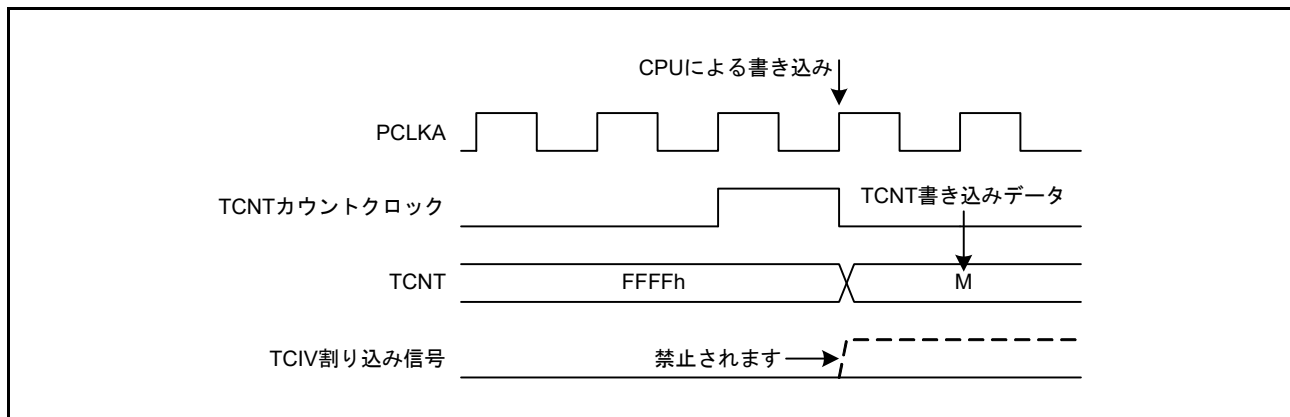 CPUによる書き込み
PCLKA
TCNTカウントクロック
TCNT書き込みデータ
TCNT
FFFFh
M
TCIV割り込み信号
禁止されます